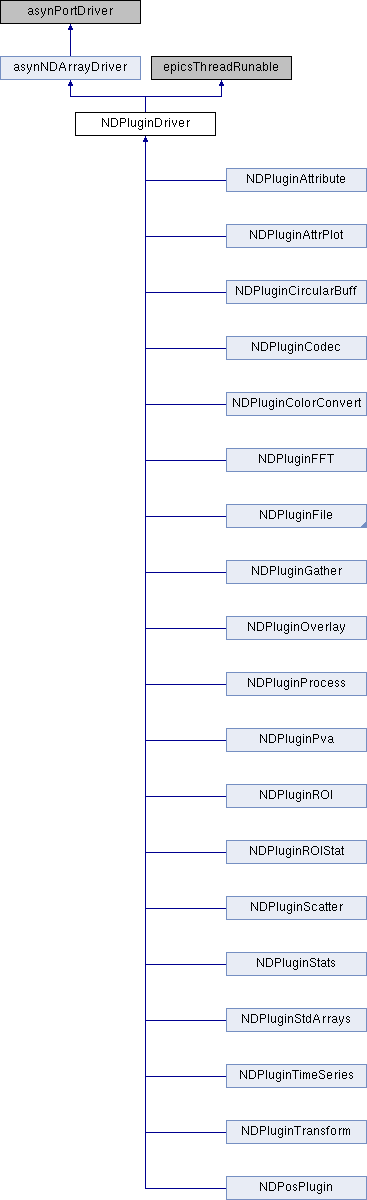 asynPortDriver
asynNDArrayDriver
epicsThreadRunable
NDPluginDriver
NDPluginAttribute
NDPluginAttrPlot
NDPluginCircularBuff
NDPluginCodec
NDPluginColorConvert
NDPluginFFT
NDPluginFile
NDPluginGather
NDPluginOverlay
NDPluginProcess
NDPluginPva
NDPluginROI
NDPluginROIStat
NDPluginScatter
NDPluginStats
NDPluginStdArrays
NDPluginTimeSeries
NDPluginTransform
NDPosPlugin